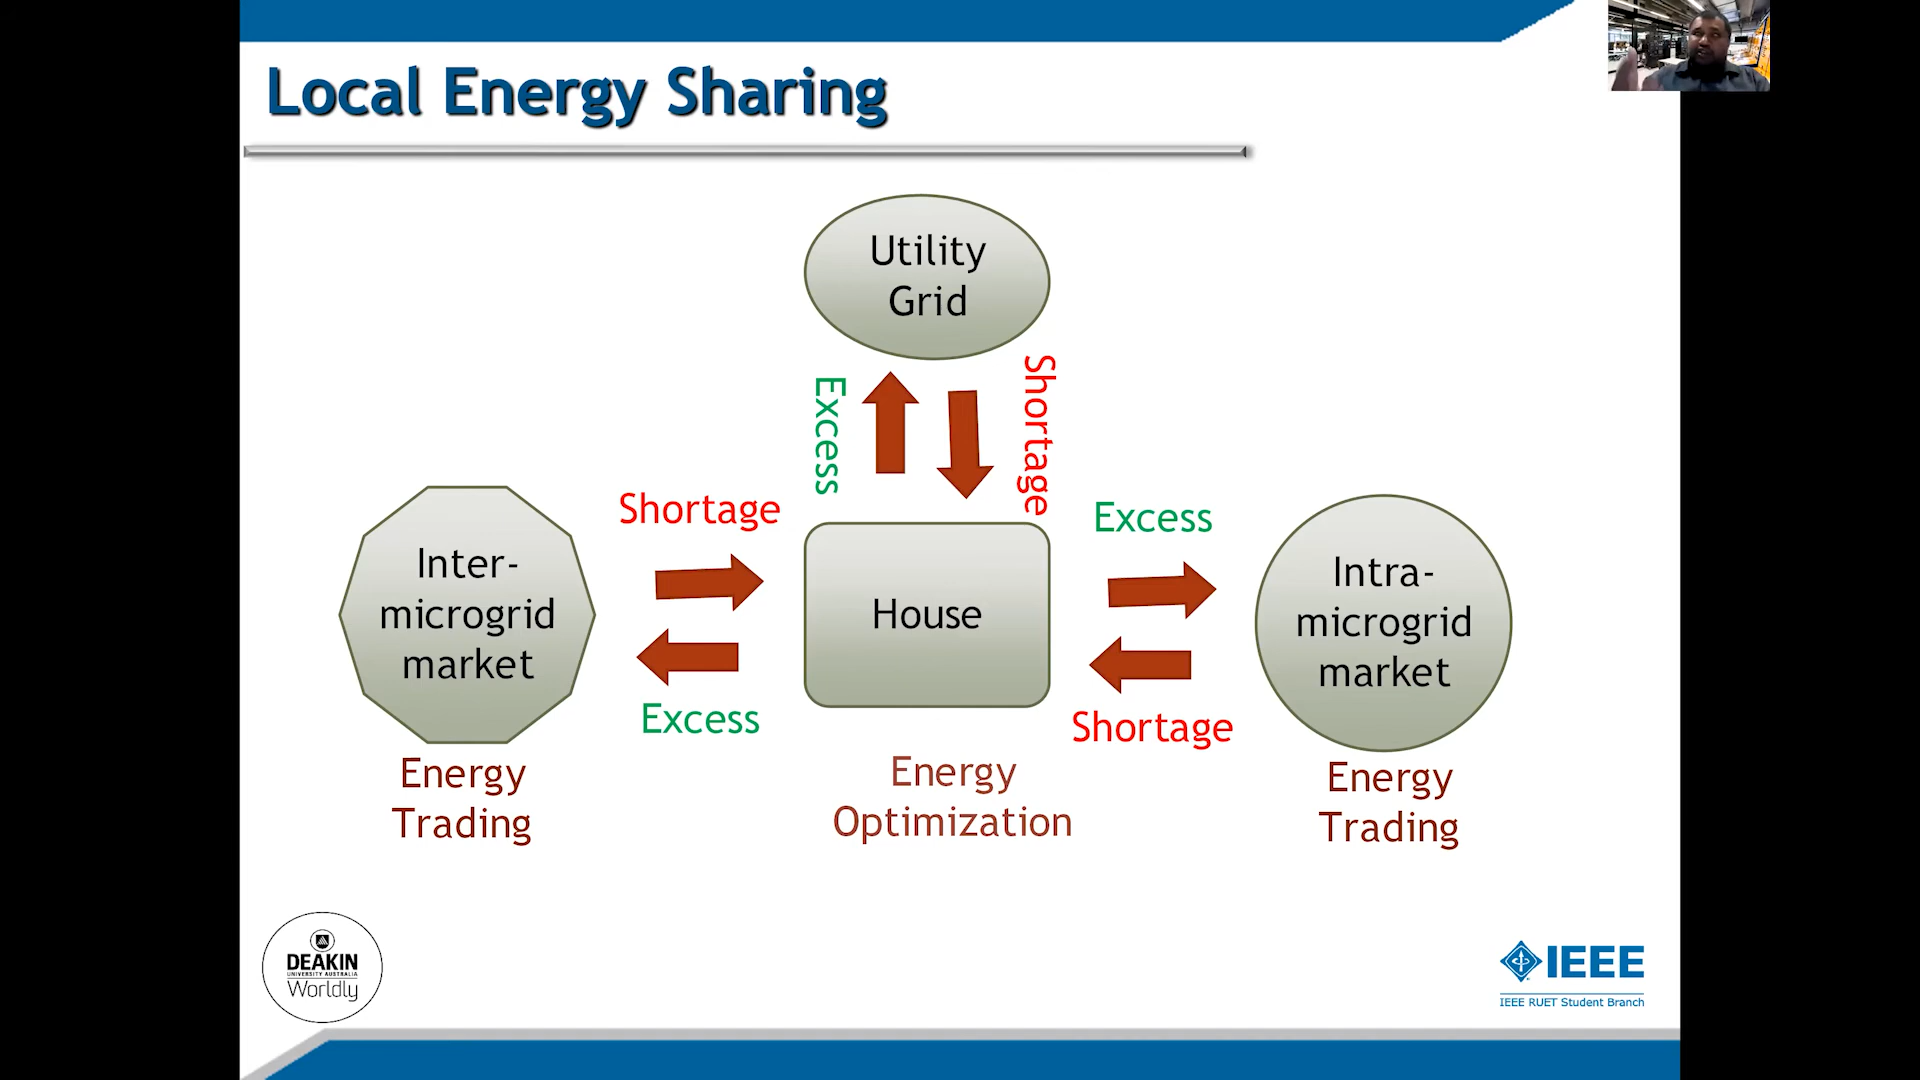 Local Energy Sharing
Utility
Grid
Excess
Shortage
Shortage
Excess
Inter-
microgrid
market
House
Intra-
microgrid
market
Excess
Shortage
Energy
Trading
Energy
Optimization
Energy
Trading
DEAKIN
UNIVERSITY AUSTRALIA
Worldly
IEEE
IEEE RUET Student Branch